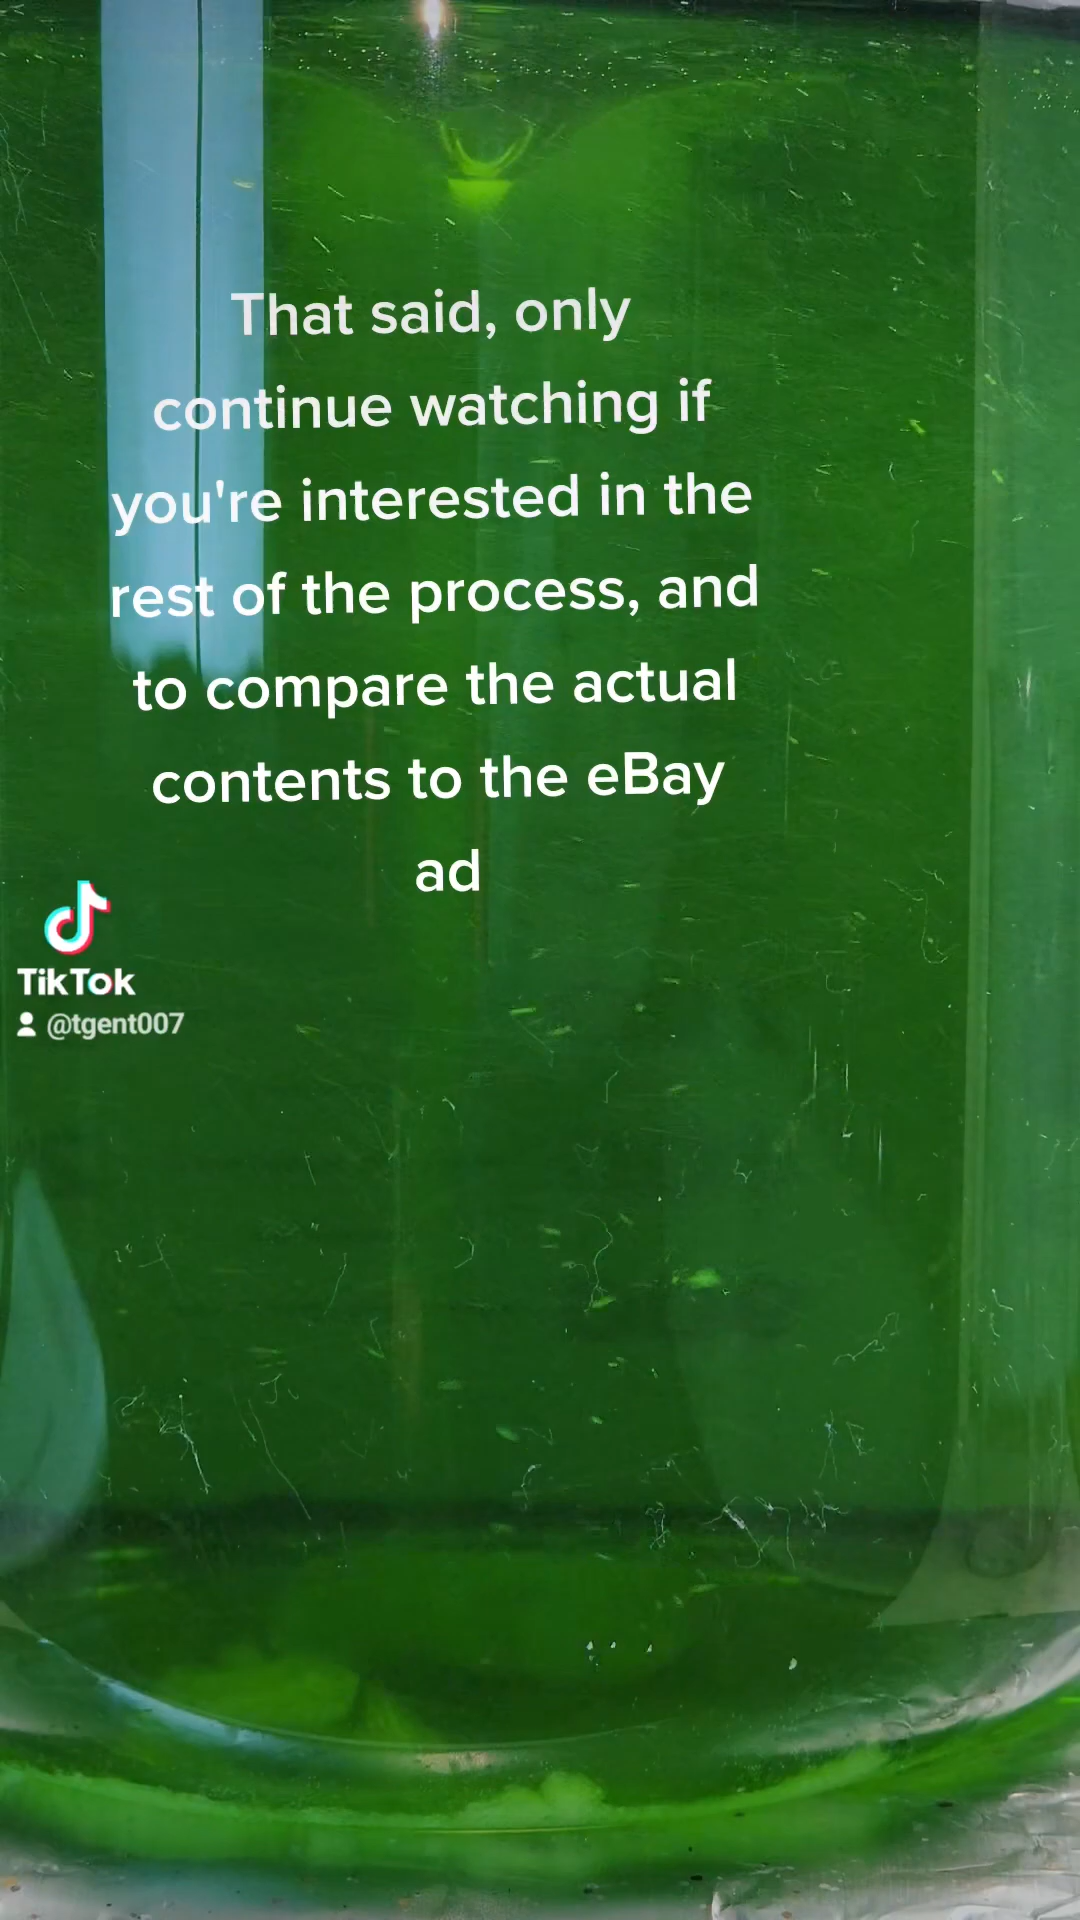 That said, only
continue watching if
you're interested in the
rest of the process, and
to compare the actual
contents to the eBay
ad
TikTok
@tgent007